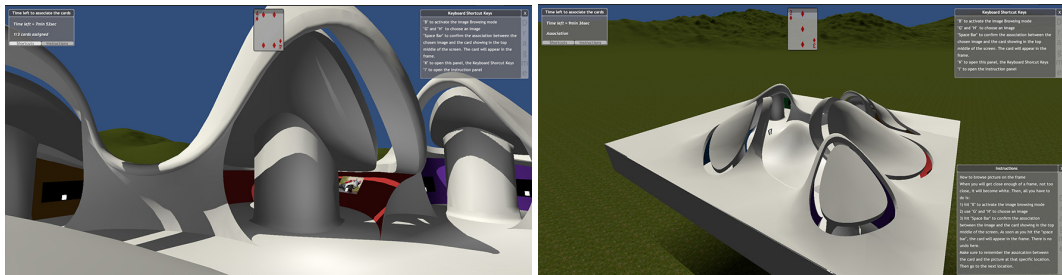 Time left to associate the cards
Time left = 9min 53sec
1/3 cards assigned
Shortcuts
Instructions
Keyboard Shortcut Keys
X
"B" to activate the Image Browsing mode
"G" and "H" to choose an image
"Space Bar" to confirm the association between the
chosen image and the card showing in the top
middle of the screen. The card will appear in the
frame.
"K" to open this panel, the Keyboard Shortcut Keys
"I" to open the Instruction panel
Time left to associate the cards
Association
Keyboard Shortcut Keys
"B" to activate the Image Browsing mode
"G" and "H" to choose an image
"Space Bar" to confirm the association between the
chosen image and the card showing in the top
middle of the screen. The card will appear in the
frame.
"K" to open this panel, the Keyboard Shortcut Keys
"I" to open the Instruction panel
Instructions
How to browse picture on the frame
When you will get close enough of a frame, not too
close, it will become white. Then, all you have to
do is:
1) hit "B" to activate the image browsing mode
2) use "G" and "H" to choose an image
3) hit "Space Bar" to confirm the association
between the image and the card showing in the top
middle of the screen. As soon as you hit the "space
bar", the card will appear in the frame. There is no
undo here.
Make sure to remember the association between
the card and the picture at that specific location.
Then go to the next location.